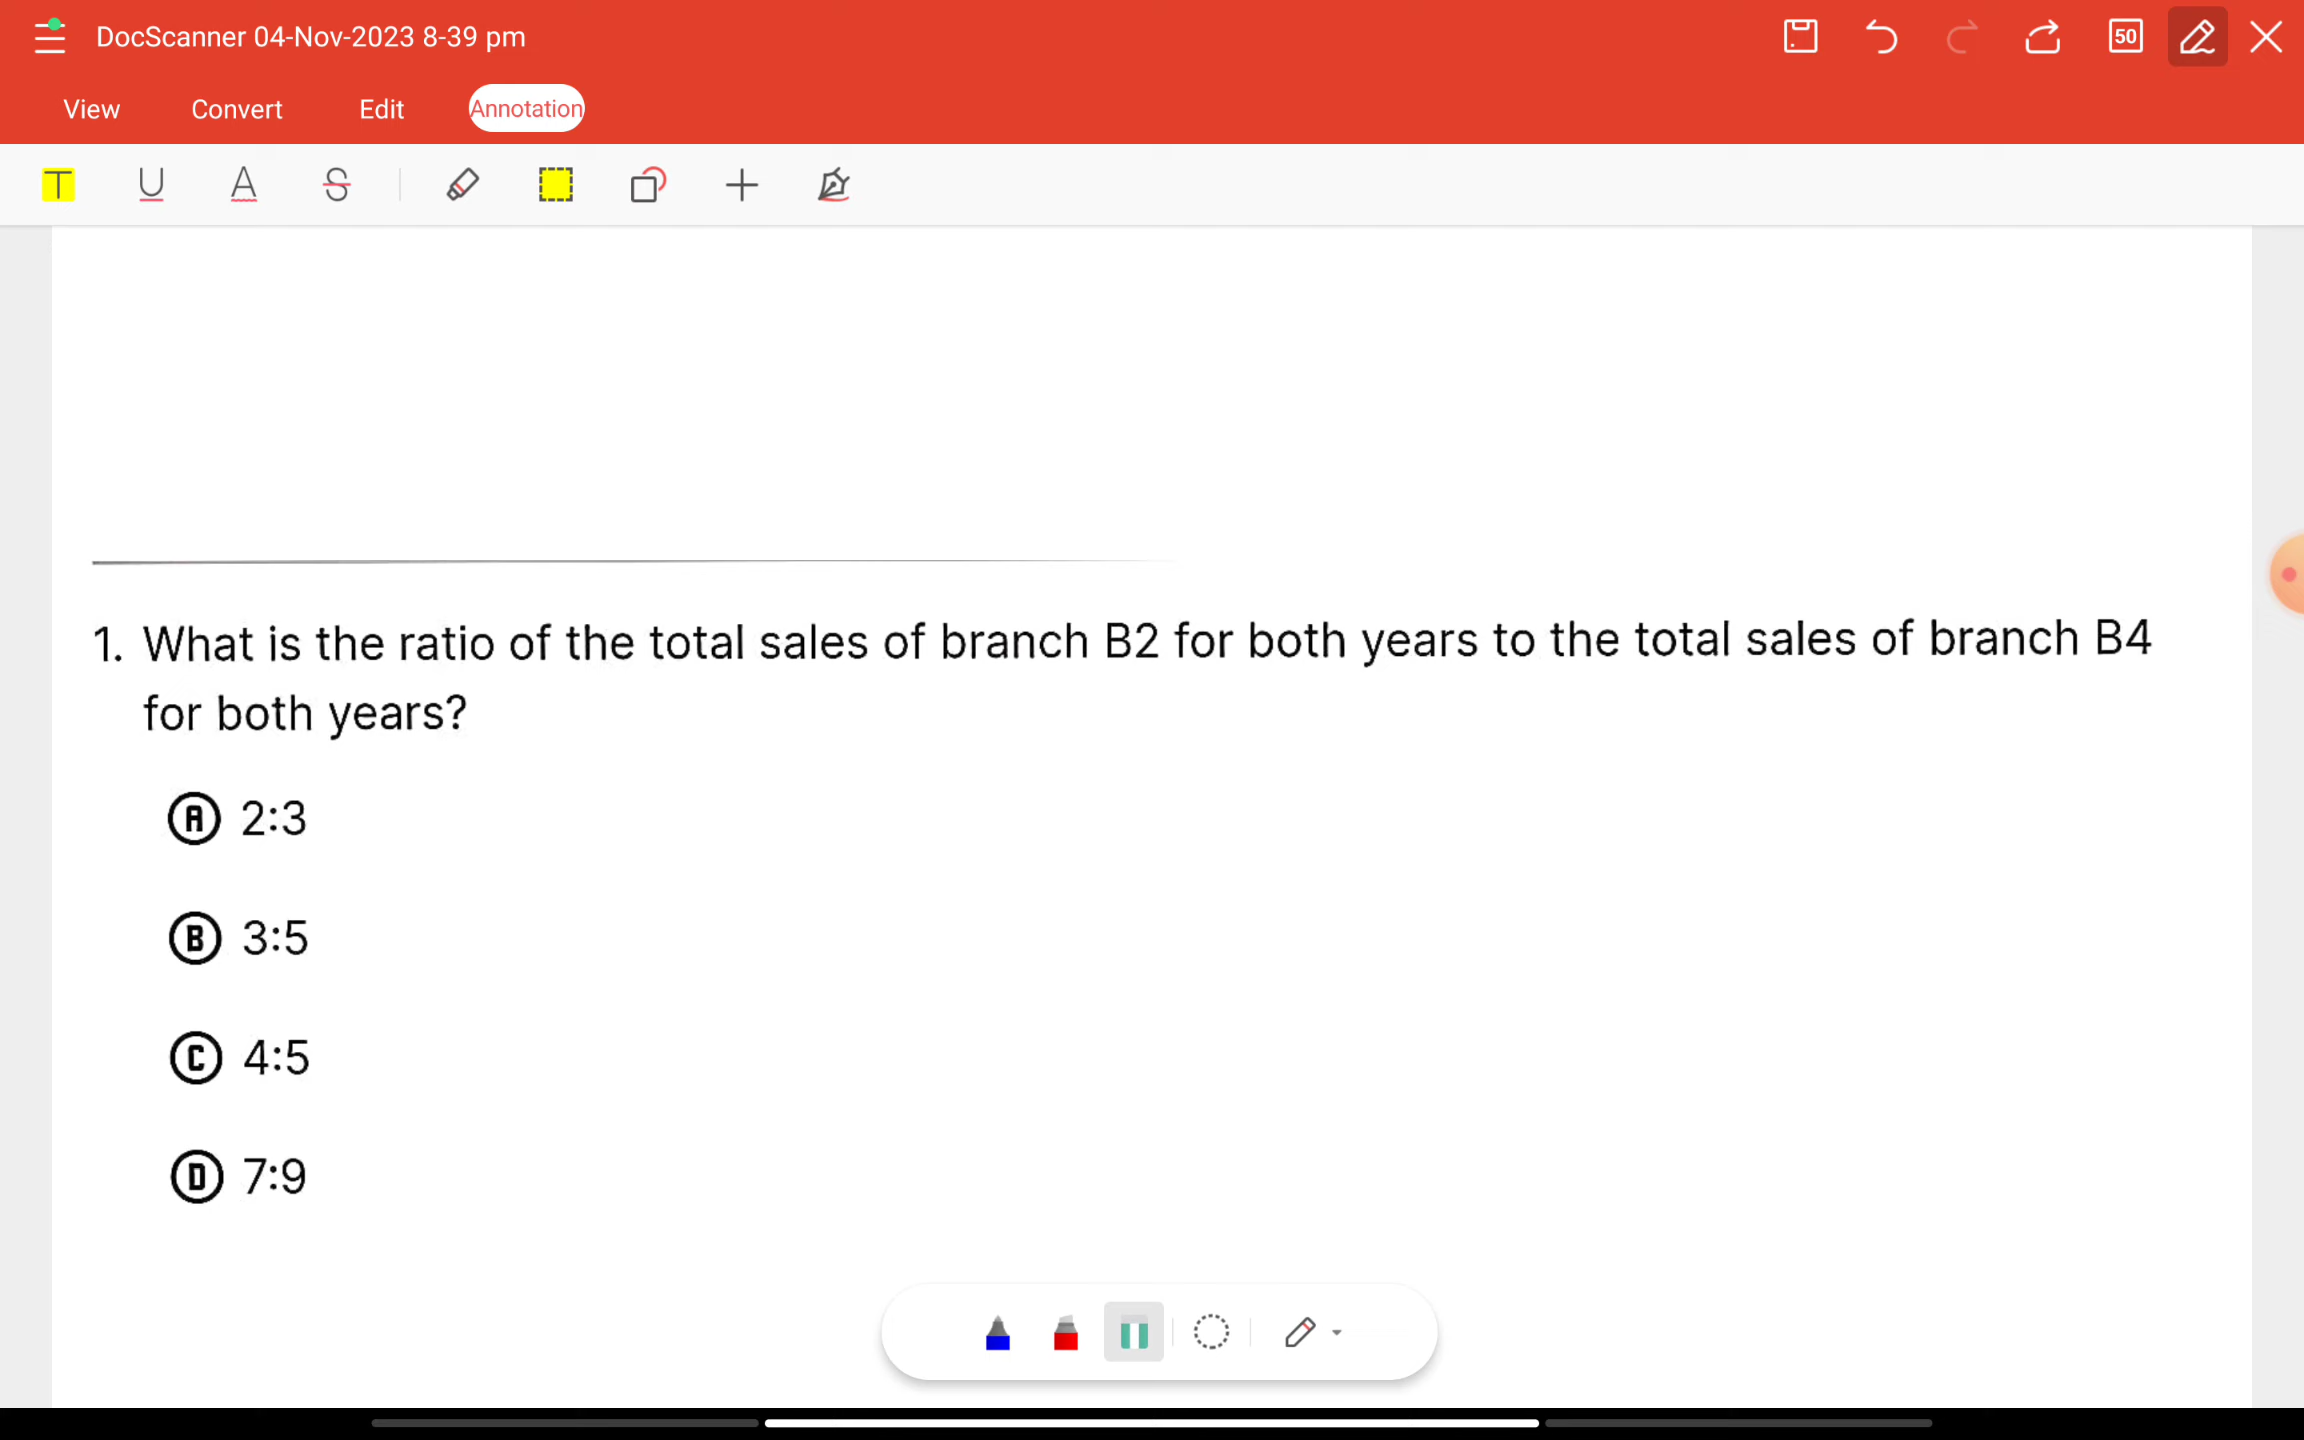 DocScanner 04-Nov-2023 8-39 pm
50
View Convert Edit Annotation
T U A S
1. What is the ratio of the total sales of branch B2 for both years to the total sales of branch B4
for both years?
A 2:3
B 3:5
C 4:5
D 7:9